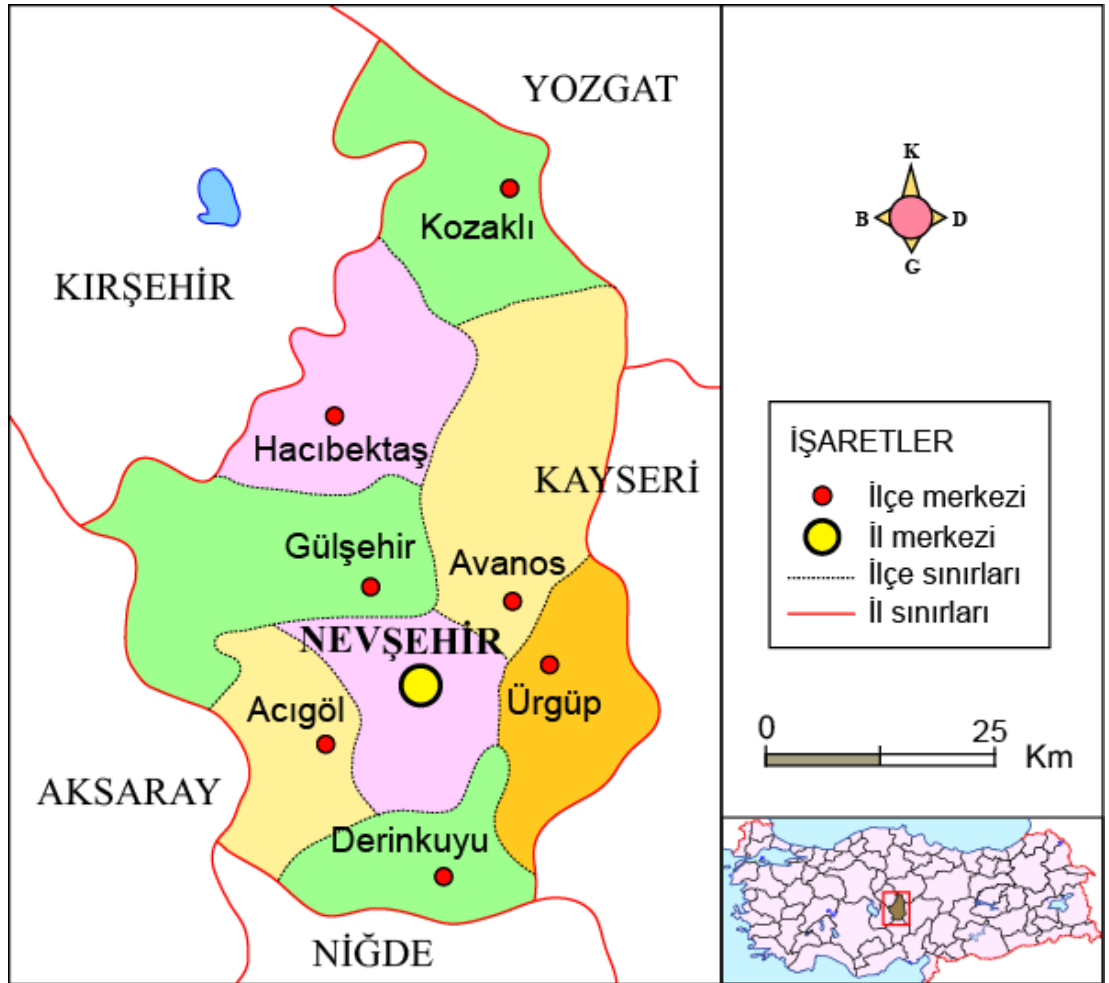 YOZGAT
Kozaklı
KIRŞEHİR
Hacıbektaş
KAYSERİ
Gülşehir
Avanos
NEVŞEHİR
Acıgöl
Ürgüp
AKSARAY
Derinkuyu
NİĞDE
K
B
D
G
İŞARETLER
İlçe merkezi
İl merkezi
İlçe sınırları
İl sınırları
0
25
Km